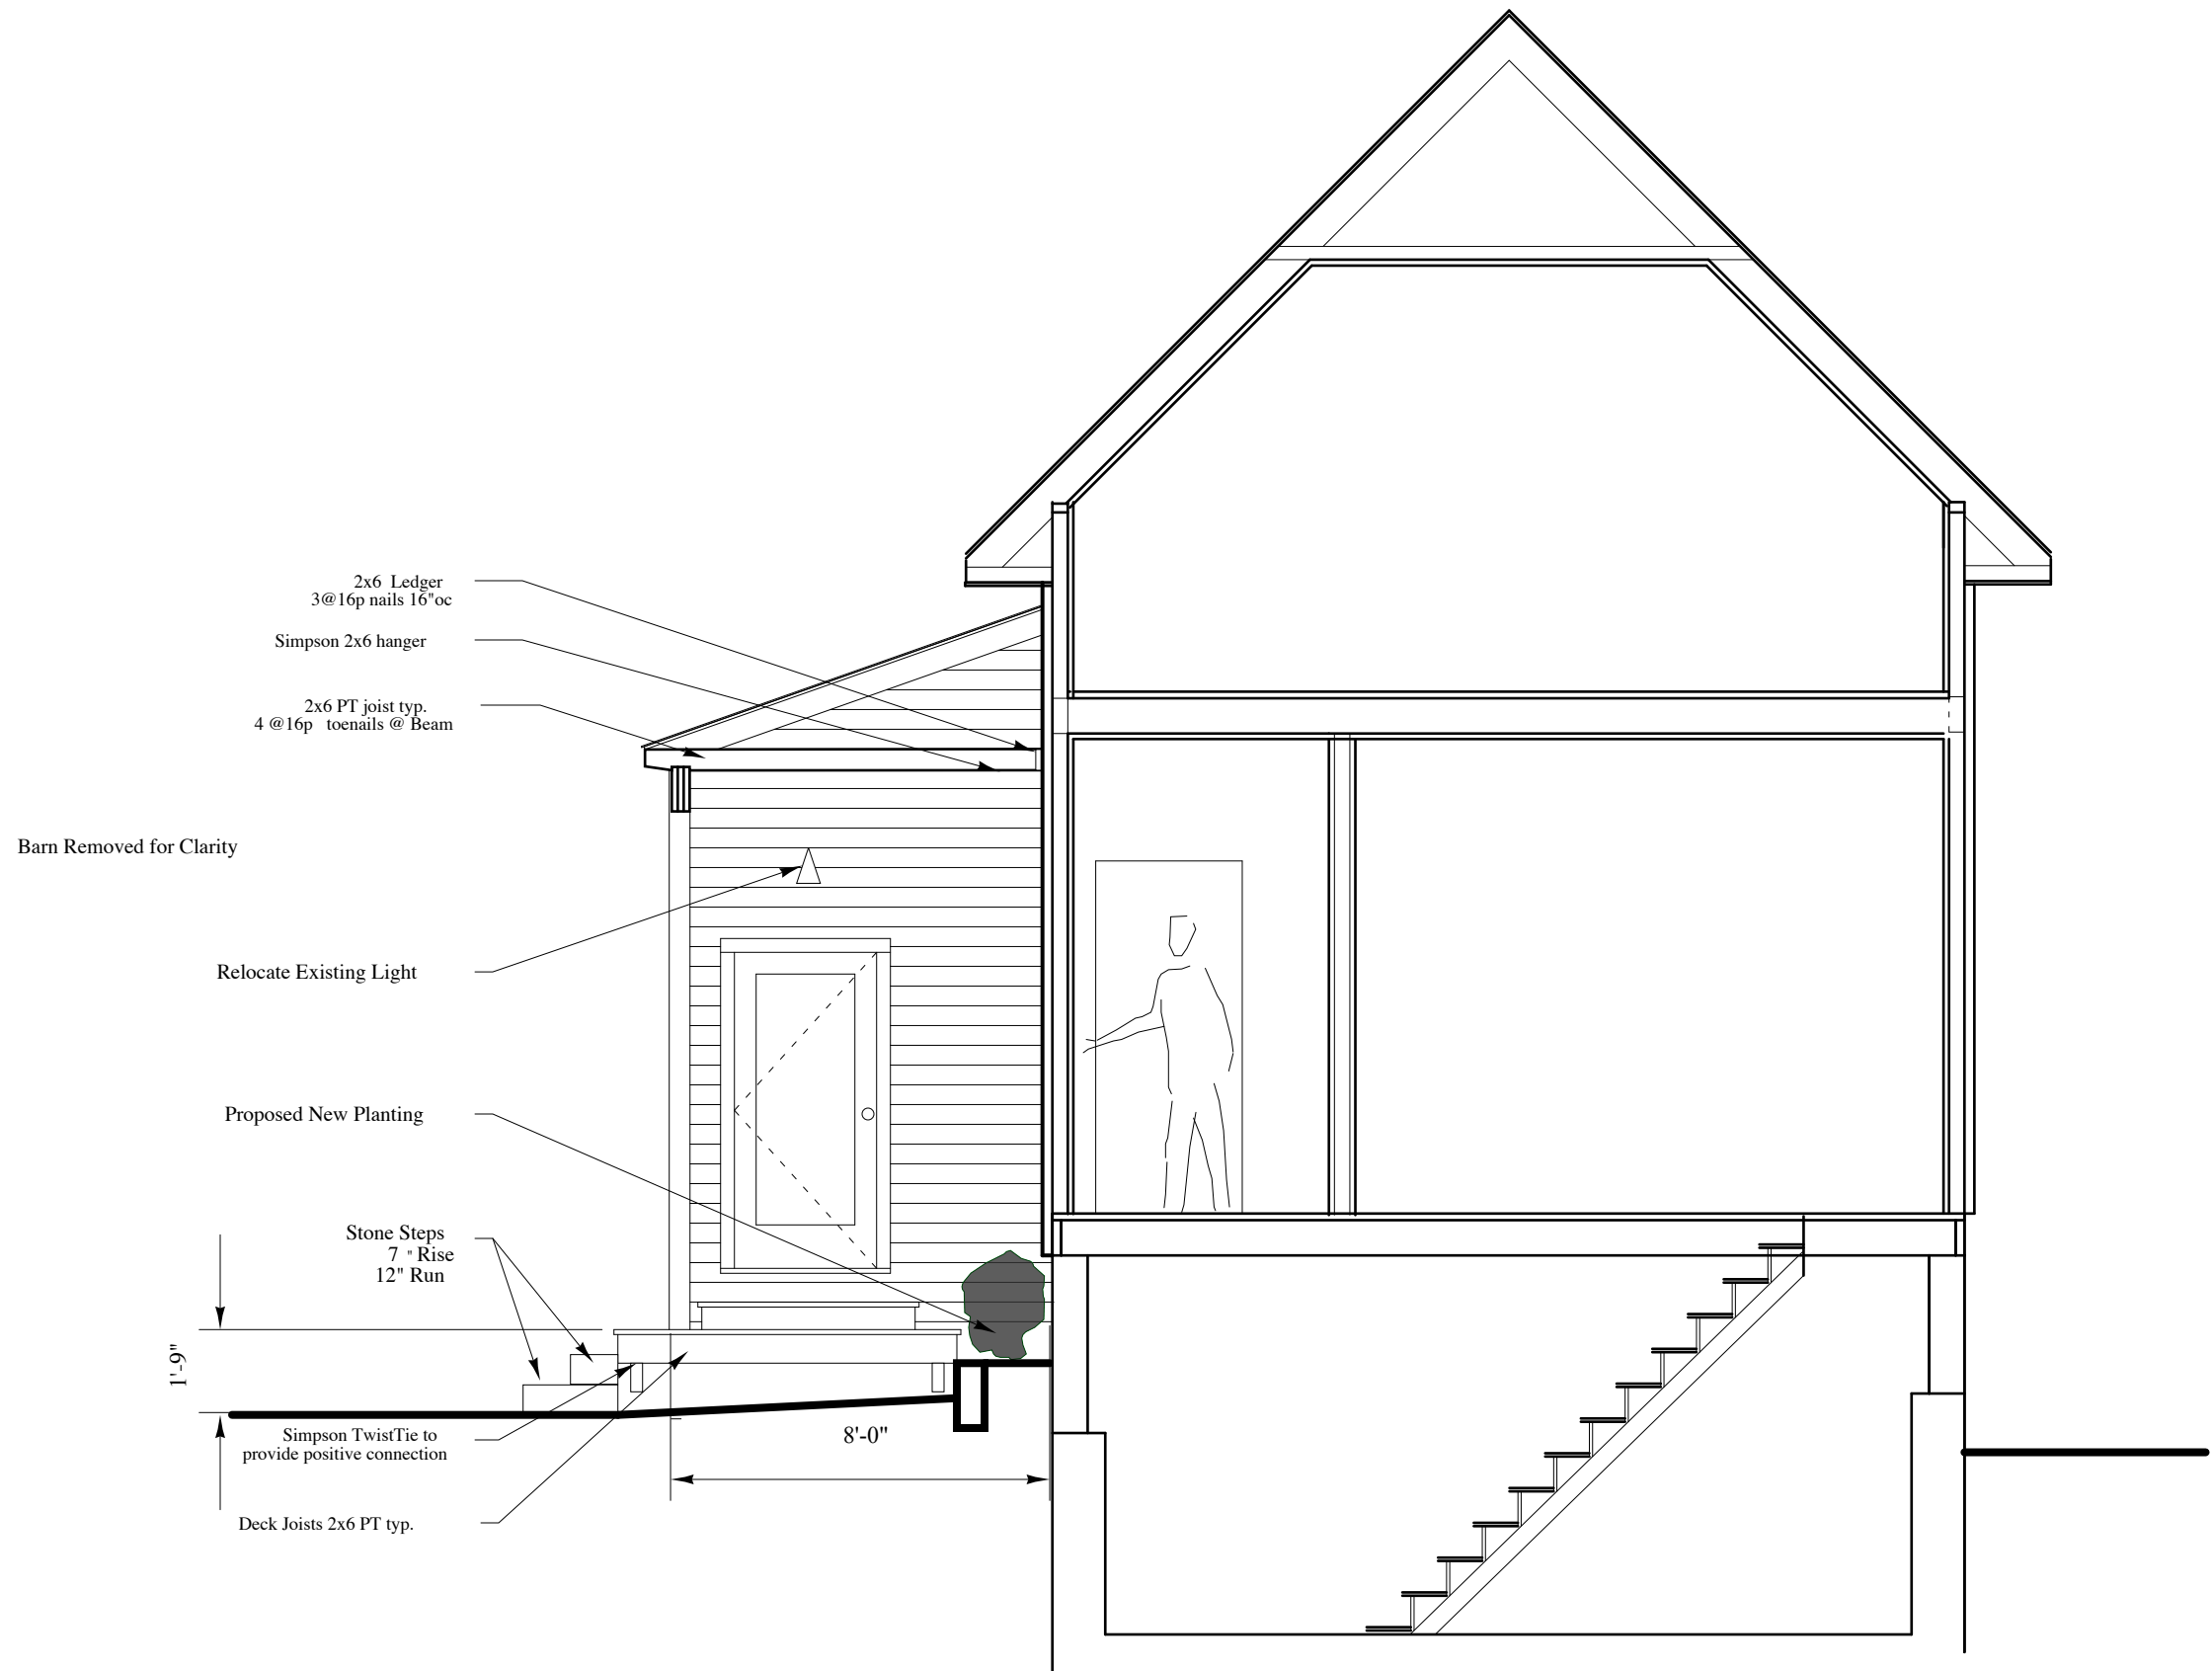 2x6 Ledger
3@16p nails 16"oc
Simpson 2x6 hanger
2x6 PT joist typ.
4 @16p toenails @ Beam
Barn Removed for Clarity
Relocate Existing Light
Proposed New Planting
Stone Steps
7 " Rise
12" Run
1'-9"
Simpson TwistTie to
provide positive connection
8'-0"
Deck Joists 2x6 PT typ.